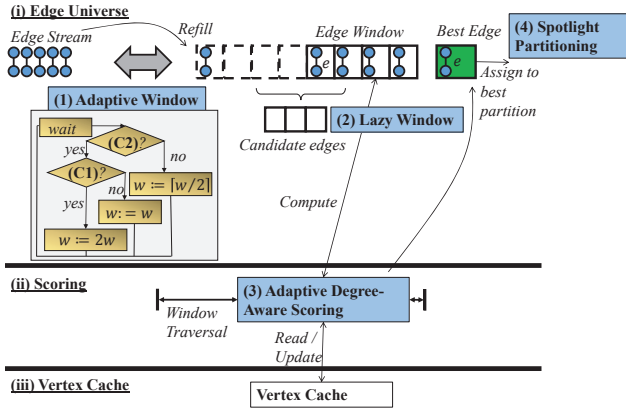 (i) Edge Universe
Edge Stream
Refill
Edge Window
Best Edge
(4) Spotlight
Partitioning
e
e
Assign to
best
partition
(1) Adaptive Window
wait
(C2)?
yes
no
(C1)?
w := ⌈w/2⌉
no
yes
w:= w
w := 2w
(2) Lazy Window
Candidate edges
Compute
(ii) Scoring
(3) Adaptive Degree-
Aware Scoring
Window
Traversal
Read /
Update
(iii) Vertex Cache
Vertex Cache